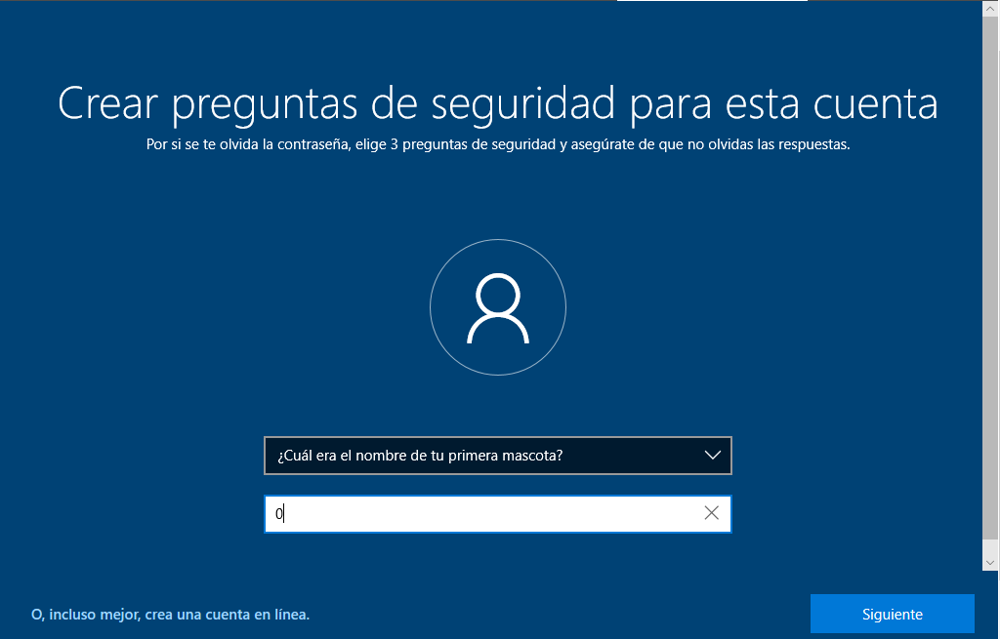 Crear preguntas de seguridad para esta cuenta
Por si se te olvida la contraseña, elige 3 preguntas de seguridad y asegúrate de que no olvidas las respuestas.
¿Cuál era el nombre de tu primera mascota?
0
O, incluso mejor, crea una cuenta en línea.
Siguiente